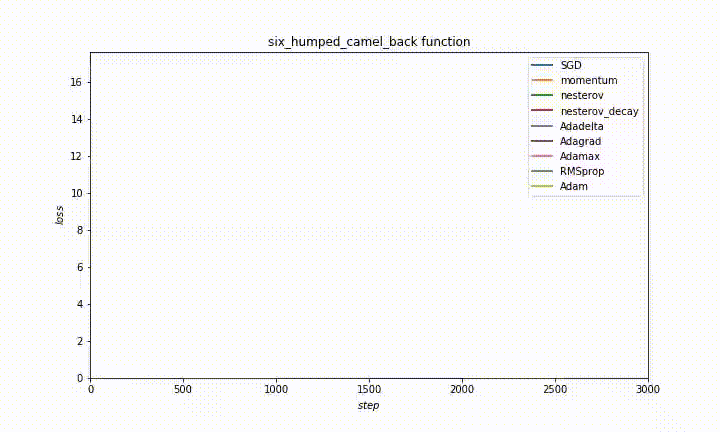 six_humped_camel_back function
SGD
momentum
nesterov
nesterov_decay
Adadelta
Adagrad
Adamax
RMSprop
Adam
16
14
12
10
8
6
4
2
0
loss
0 500 1000 1500 2000 2500 3000
step